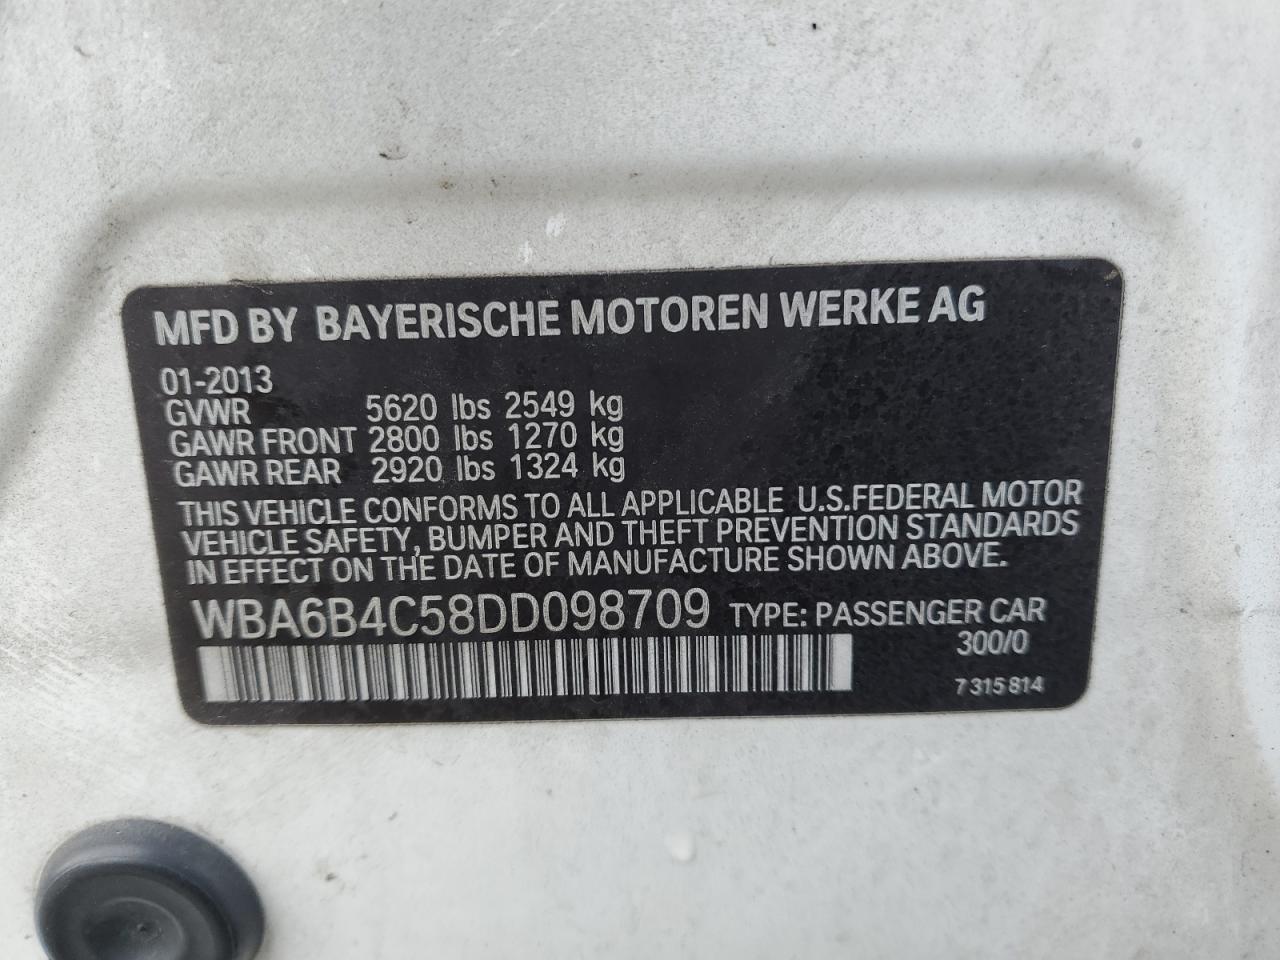 MFD BY BAYERISCHE MOTOREN WERKE AG
01-2013
GVWR 5620 lbs 2549 kg
GAWR FRONT 2800 lbs 1270 kg
GAWR REAR 2920 lbs 1324 kg
THIS VEHICLE CONFORMS TO ALL APPLICABLE U.S.FEDERAL MOTOR
VEHICLE SAFETY, BUMPER AND THEFT PREVENTION STANDARDS
IN EFFECT ON THE DATE OF MANUFACTURE SHOWN ABOVE.
WBA6B4C58DD098709 TYPE: PASSENGER CAR
300/0
7 315 814